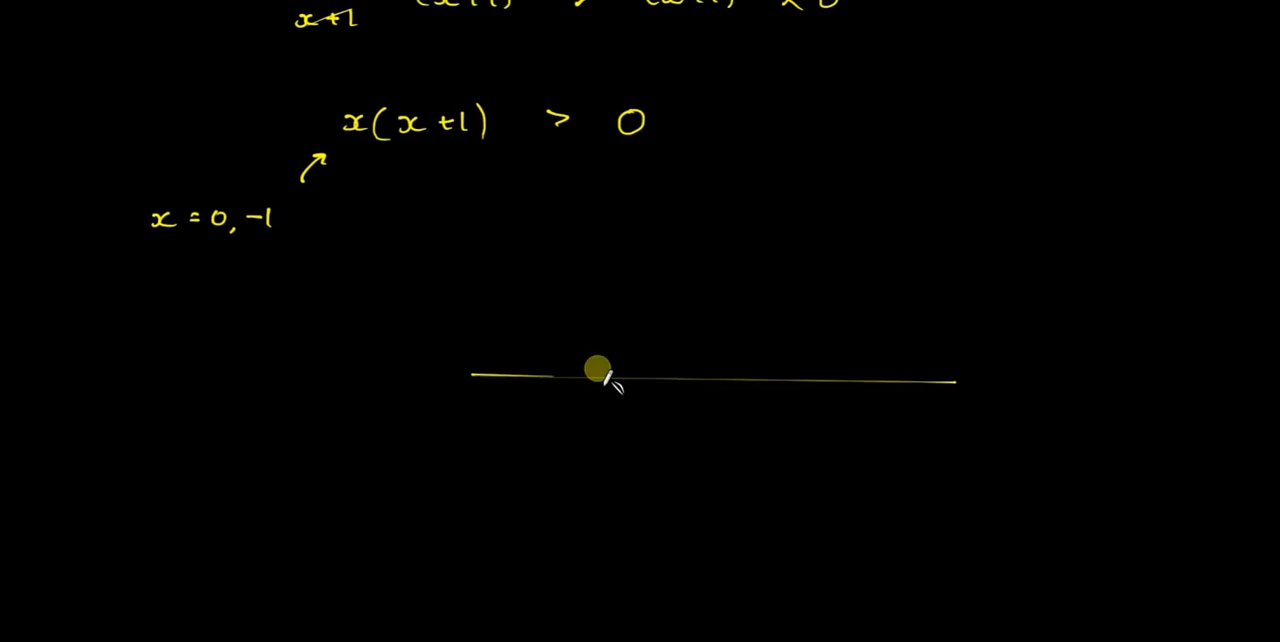 x+1
x(x+1) > 0
x = 0, -1